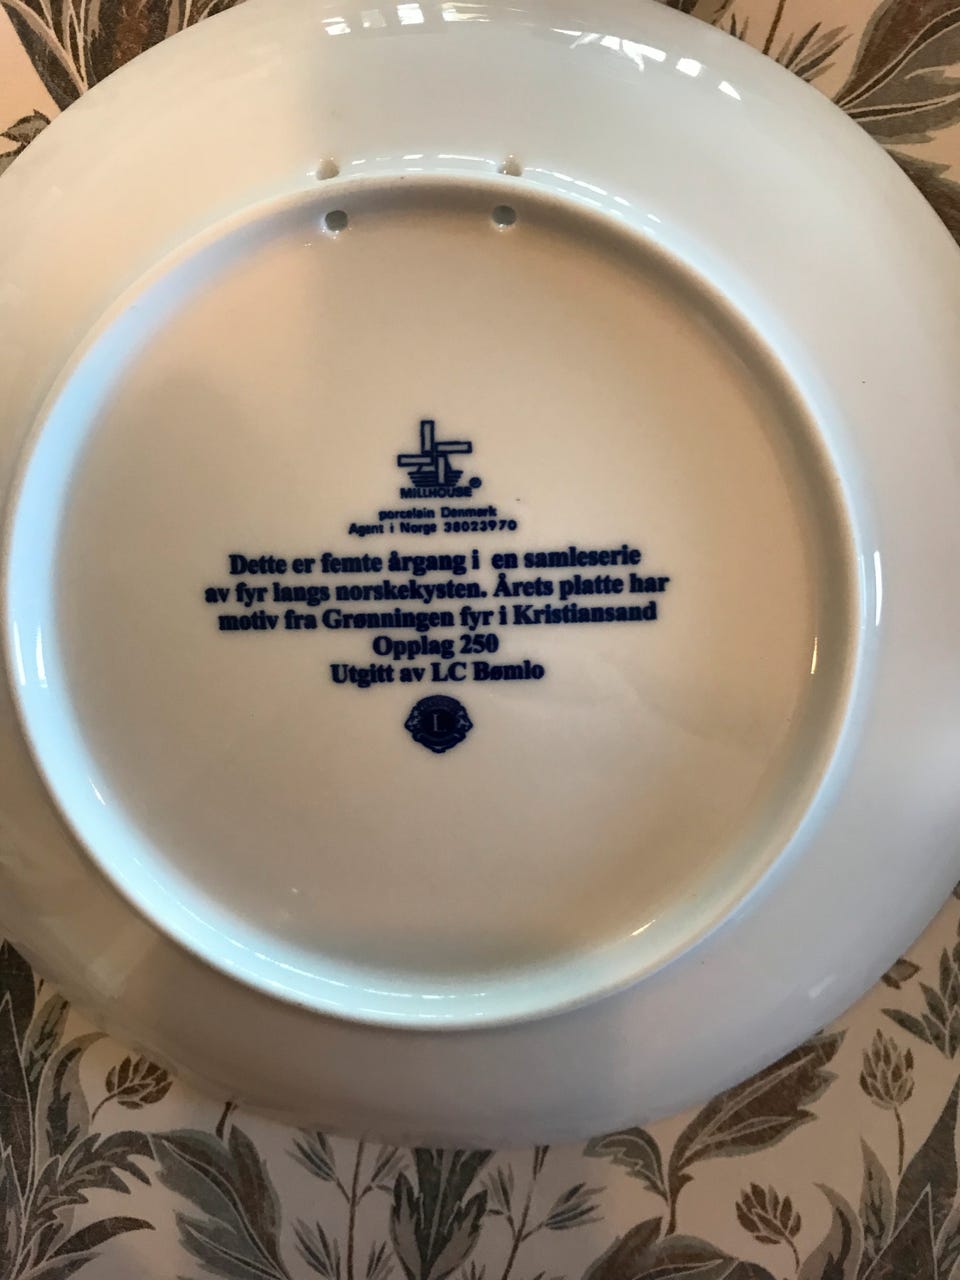 MILLHOUSE®
porcelain Denmark
Agent i Norge 38023970
Dette er femte årgang i en samleserie
av fyr langs norskekysten. Årets platte har
motiv fra Grønningen fyr i Kristiansand
Opplag 250
Utgitt av LC Bømlo
L